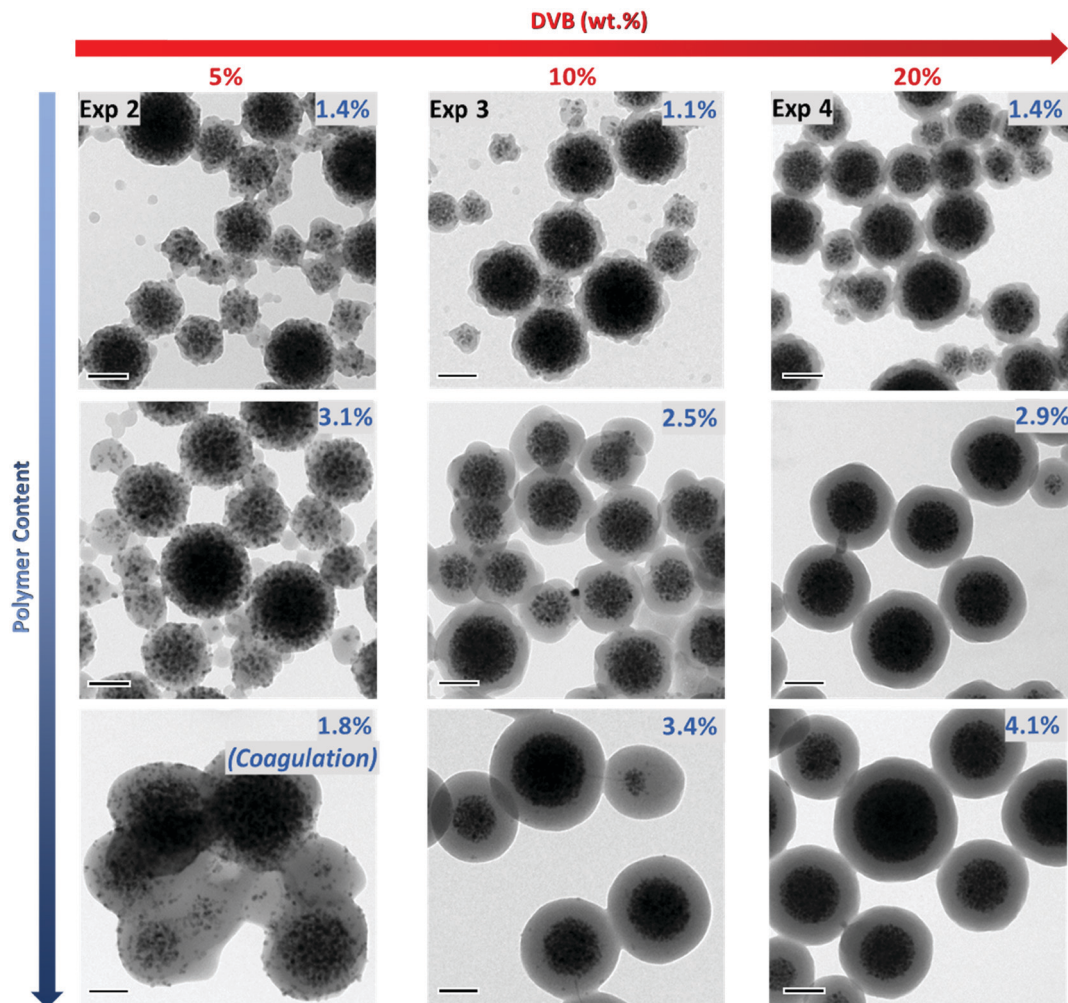 DVB (wt.%)
5% 10% 20%
Exp 2 1.4% Exp 3 1.1% Exp 4 1.4%
3.1% 2.5% 2.9%
Polymer Content
1.8% 3.4% 4.1%
(Coagulation)